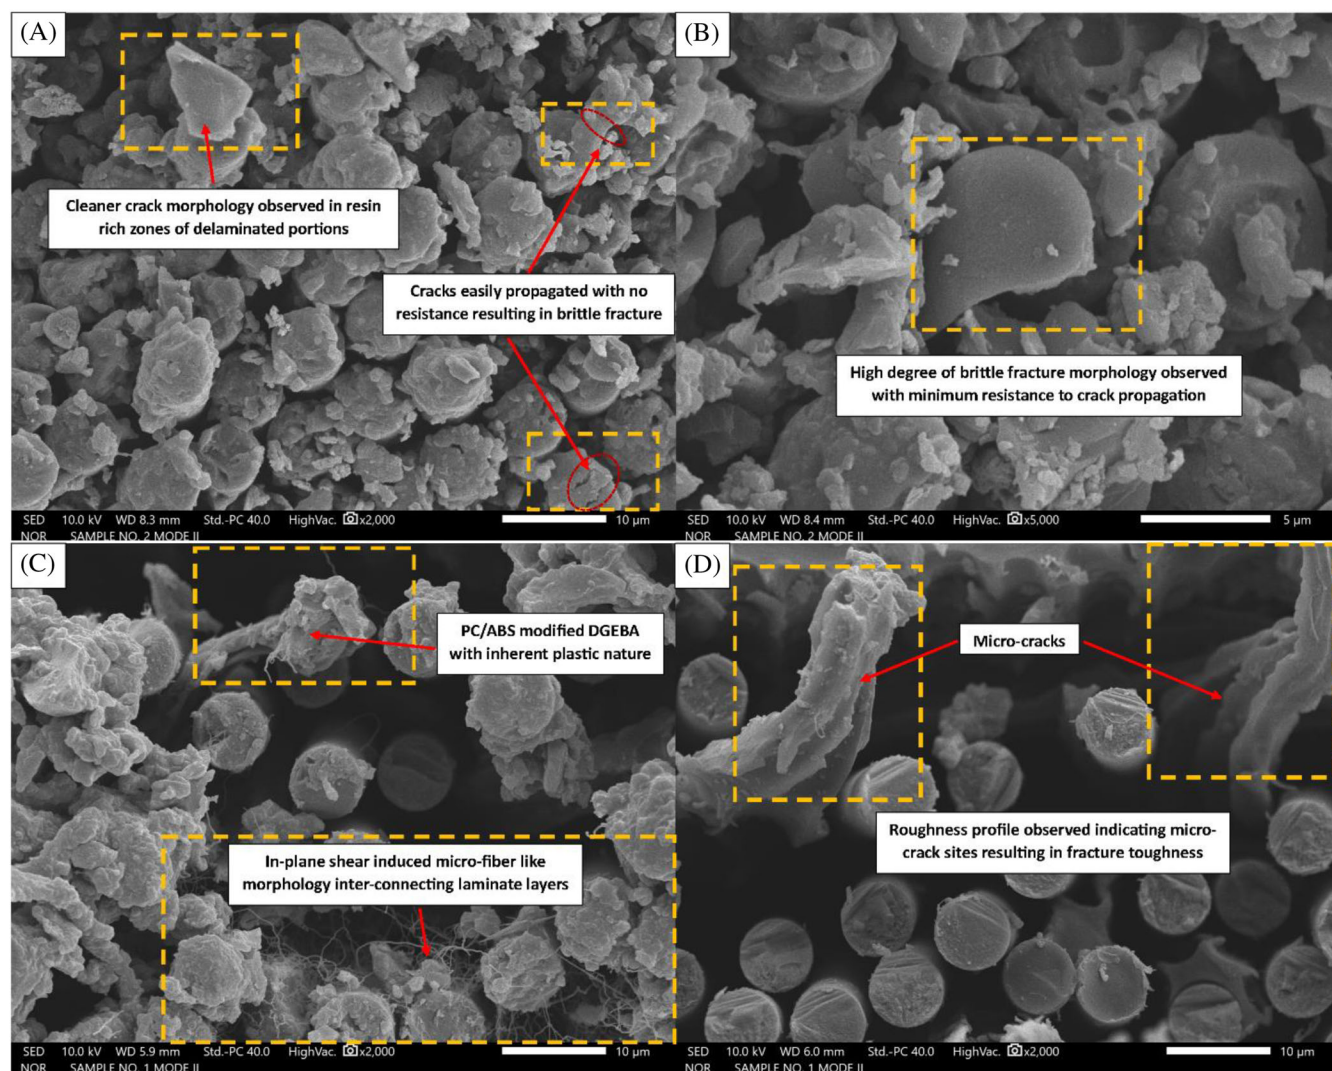 (A)
Cleaner crack morphology observed in resin
rich zones of delaminated portions
Cracks easily propagated with no
resistance resulting in brittle fracture
SED 10.0 kV WD 8.3 mm Std.-PC 40.0 HighVac. x2,000 10 µm
NOR SAMPLE NO. 2 MODE II
(B)
High degree of brittle fracture morphology observed
with minimum resistance to crack propagation
SED 10.0 kV WD 8.4 mm Std.-PC 40.0 HighVac. x5,000 5 µm
NOR SAMPLE NO. 2 MODE II
(C)
PC/ABS modified DGEBA
with inherent plastic nature
In-plane shear induced micro-fiber like
morphology inter-connecting laminate layers
SED 10.0 kV WD 5.9 mm Std.-PC 40.0 HighVac. x2,000 10 µm
NOR SAMPLE NO. 1 MODE II
(D)
Micro-cracks
Roughness profile observed indicating micro-
crack sites resulting in fracture toughness
SED 10.0 kV WD 6.0 mm Std.-PC 40.0 HighVac. x2,000 10 µm
NOR SAMPLE NO. 1 MODE II